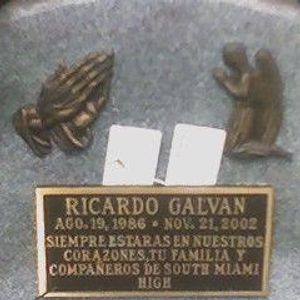 RICARDO GALVAN
AGO. 19, 1986 • NOV. 21, 2002
SIEMPRE ESTARAS EN NUESTROS
CORAZONES, TU FAMILIA Y
COMPAÑEROS DE SOUTH MIAMI
HIGH